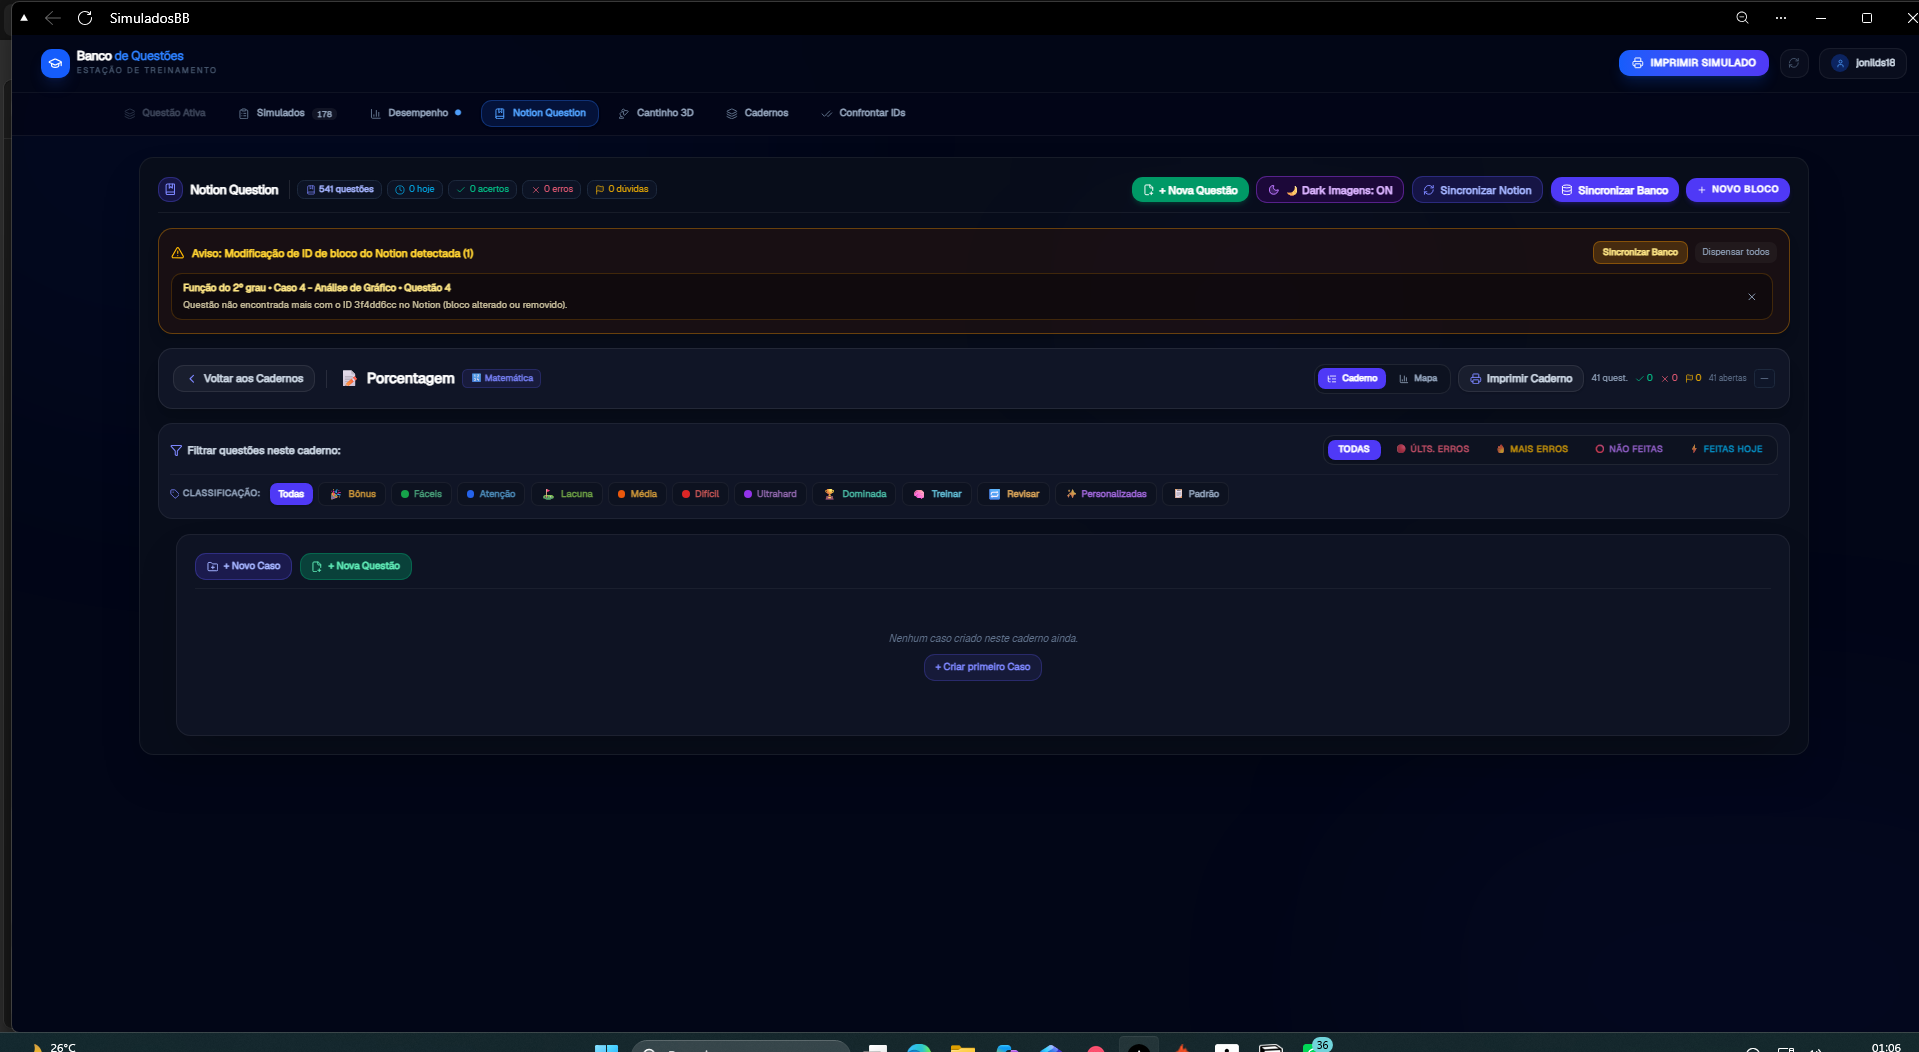 SimuladosBB
Banco de Questões
ESTAÇÃO DE TREINAMENTO
IMPRIMIR SIMULADO
jonilds18
Questão Ativa
Simulados 178
Desempenho
Notion Question
Cantinho 3D
Cadernos
Confrontar IDs
Notion Question
541 questões
0 hoje
0 acertos
0 erros
0 dúvidas
+ Nova Questão
Dark Imagens: ON
Sincronizar Notion
Sincronizar Banco
+ NOVO BLOCO
Aviso: Modificação de ID de bloco do Notion detectada (1)
Sincronizar Banco
Dispensar todos
Função do 2º grau • Caso 4 - Análise de Gráfico • Questão 4
Questão não encontrada mais com o ID 3f4dd6cc no Notion (bloco alterado ou removido).
Voltar aos Cadernos
Porcentagem
Matemática
Caderno
Mapa
Imprimir Caderno
41 quest.
0
0
0
41 abertas
Filtrar questões neste caderno:
TODAS
ÚLTS. ERROS
MAIS ERROS
NÃO FEITAS
FEITAS HOJE
CLASSIFICAÇÃO:
Todas
Bônus
Fáceis
Atenção
Lacuna
Média
Difícil
Ultrahard
Dominada
Treinar
Revisar
Personalizadas
Padrão
+ Novo Caso
+ Nova Questão
Nenhum caso criado neste caderno ainda.
+ Criar primeiro Caso
26°C
36
01:06